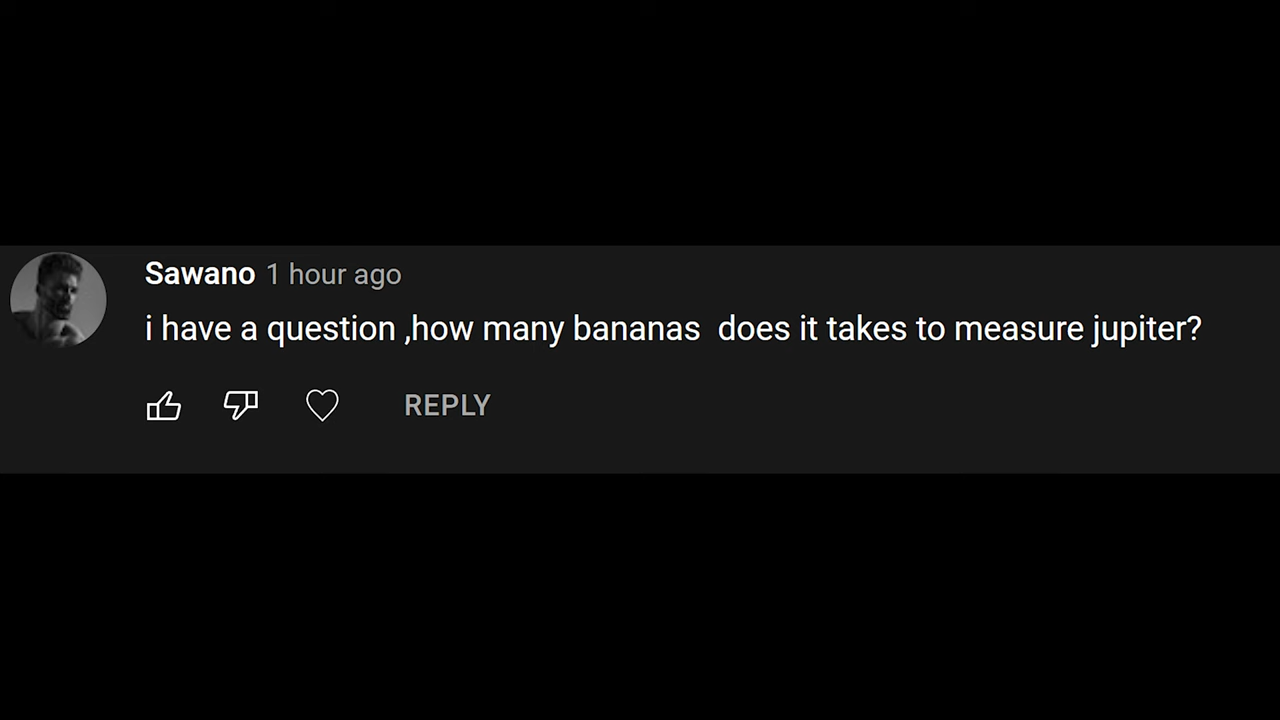 Sawano 1 hour ago
i have a question ,how many bananas  does it takes to measure jupiter?
REPLY